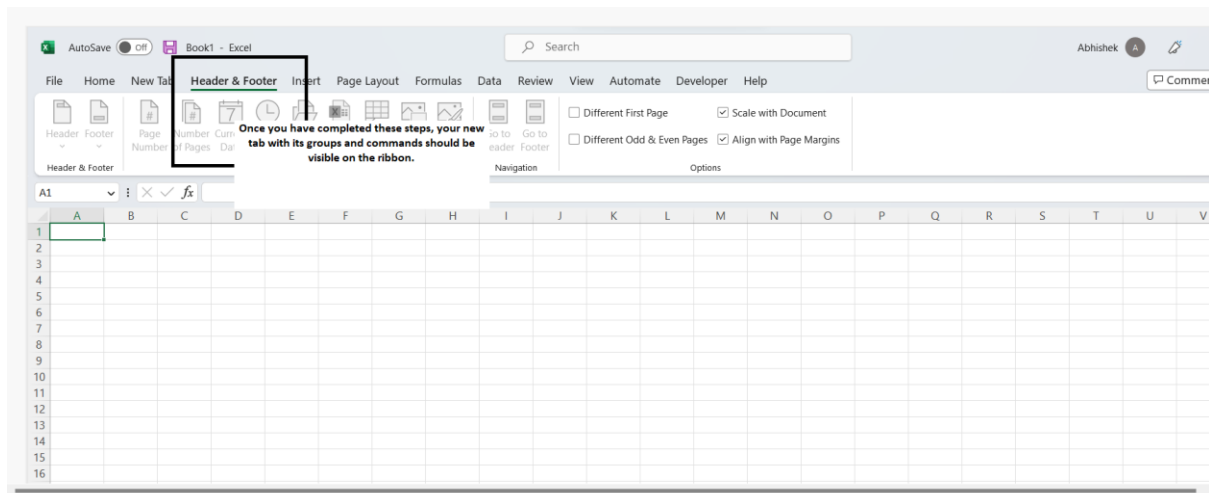 AutoSave Off Book1 - Excel Search Abhishek A
File Home New Tab Header & Footer Insert Page Layout Formulas Data Review View Automate Developer Help Commen
Header Footer Page Number Number of Pages Go to Footer
Different First Page Scale with Document
Different Odd & Even Pages Align with Page Margins
Once you have completed these steps, your new
tab with its groups and commands should be
visible on the ribbon.
Header & Footer Navigation Options
A1 fx
A B C D E F G H I J K L M N O P Q R S T U V
1
2
3
4
5
6
7
8
9
10
11
12
13
14
15
16